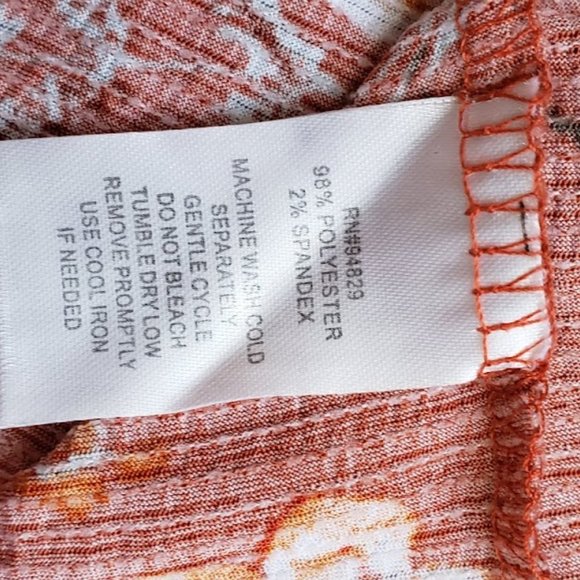 RN#94829
98% POLYESTER
2% SPANDEX
MACHINE WASH COLD
SEPARATELY
GENTLE CYCLE
DO NOT BLEACH
TUMBLE DRY LOW
REMOVE PROMPTLY
USE COOL IRON
IF NEEDED